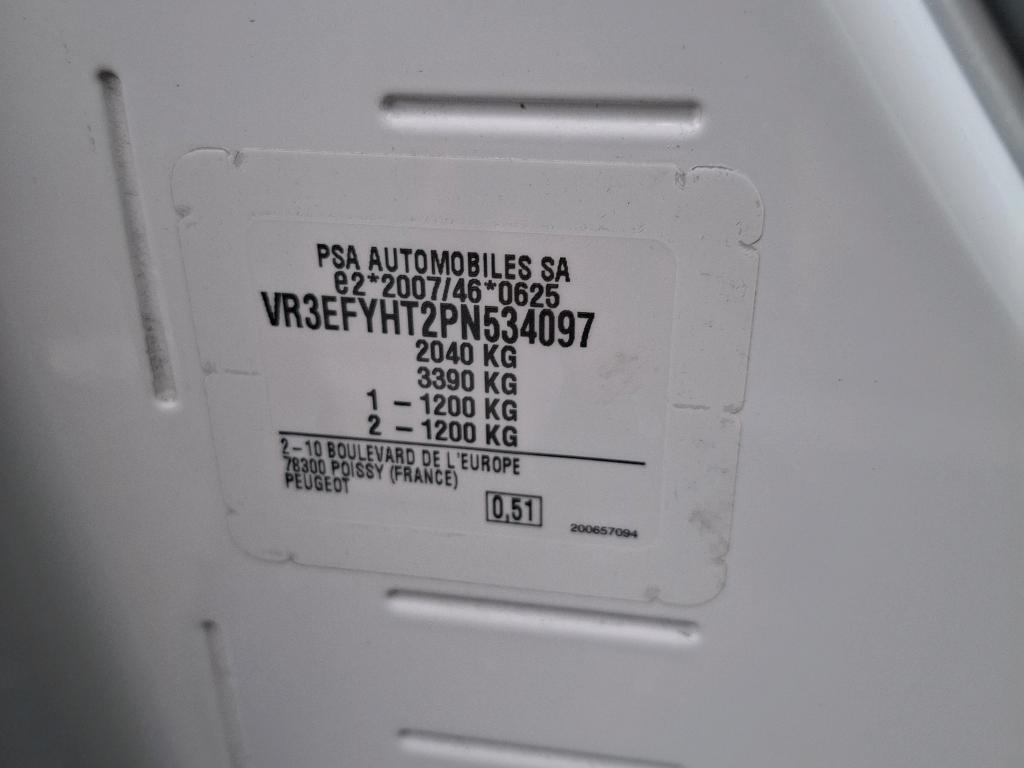 PSA AUTOMOBILES SA
e2*2007/46*0625
VR3EFYHT2PN534097
2040 KG
3390 KG
1 – 1200 KG
2 – 1200 KG
2–10 BOULEVARD DE L'EUROPE
78300 POISSY (FRANCE)
PEUGEOT
0,51
200657094